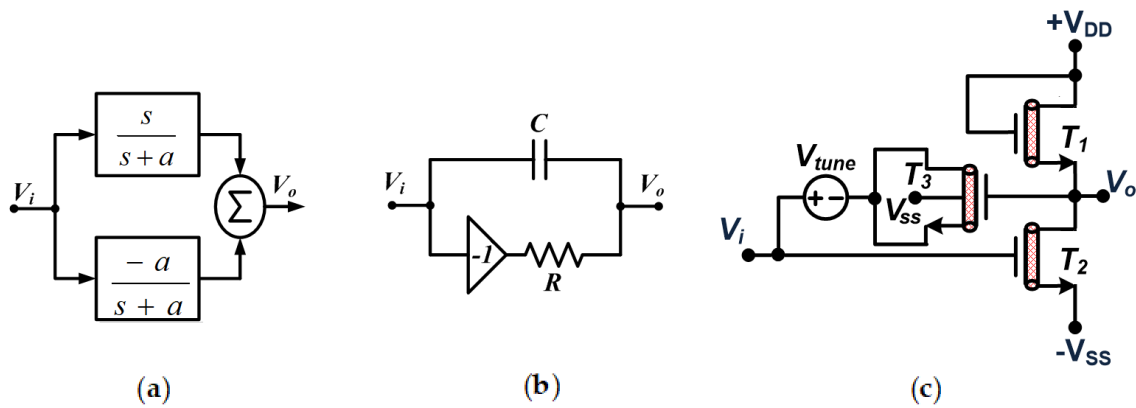 V_i
s
s + a
- a
s + a
Σ
V_o
(a)
V_i
C
-1
R
V_o
(b)
+V_DD
T_1
V_tune
+ -
T_3
V_ss
V_i
V_o
T_2
-V_SS
(c)